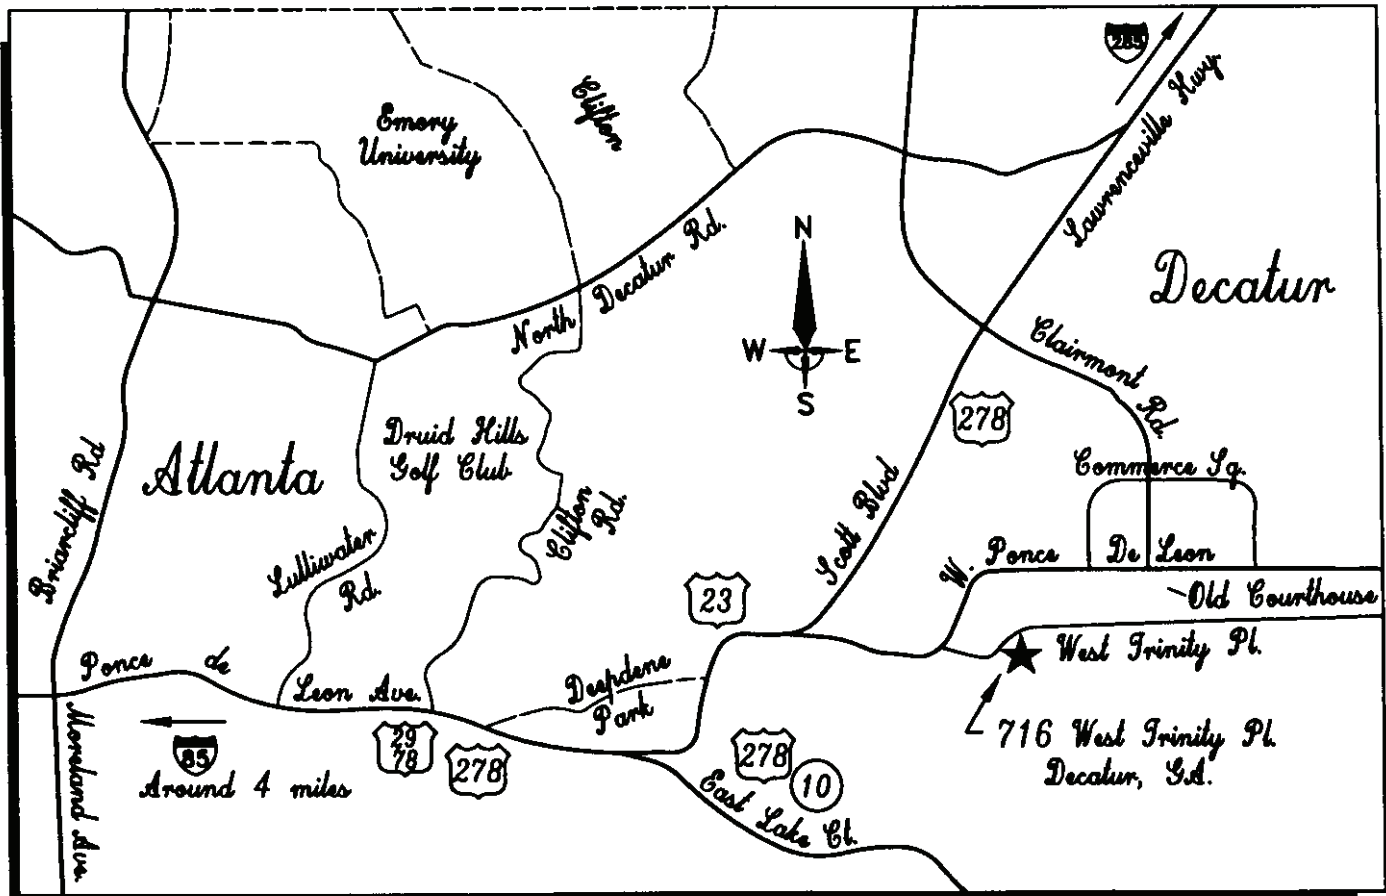 285
Clifton
Emory
University
Lawrenceville Hwy.
North Decatur Rd.
N
W E
S
Decatur
Clairmont Rd.
278
Druid Hills
Golf Club
Atlanta
Briarcliff Rd
Commerce Sq.
Clifton Rd.
Scott Blvd
Lulliwater
Rd.
W. Ponce De Leon
23
Old Courthouse
West Trinity Pl.
Ponce de Leon Ave.
Deepdene
Park
Moreland Ave.
85
Around 4 miles
29
78
278
278
10
716 West Trinity Pl.
Decatur, GA.
East Lake Ct.